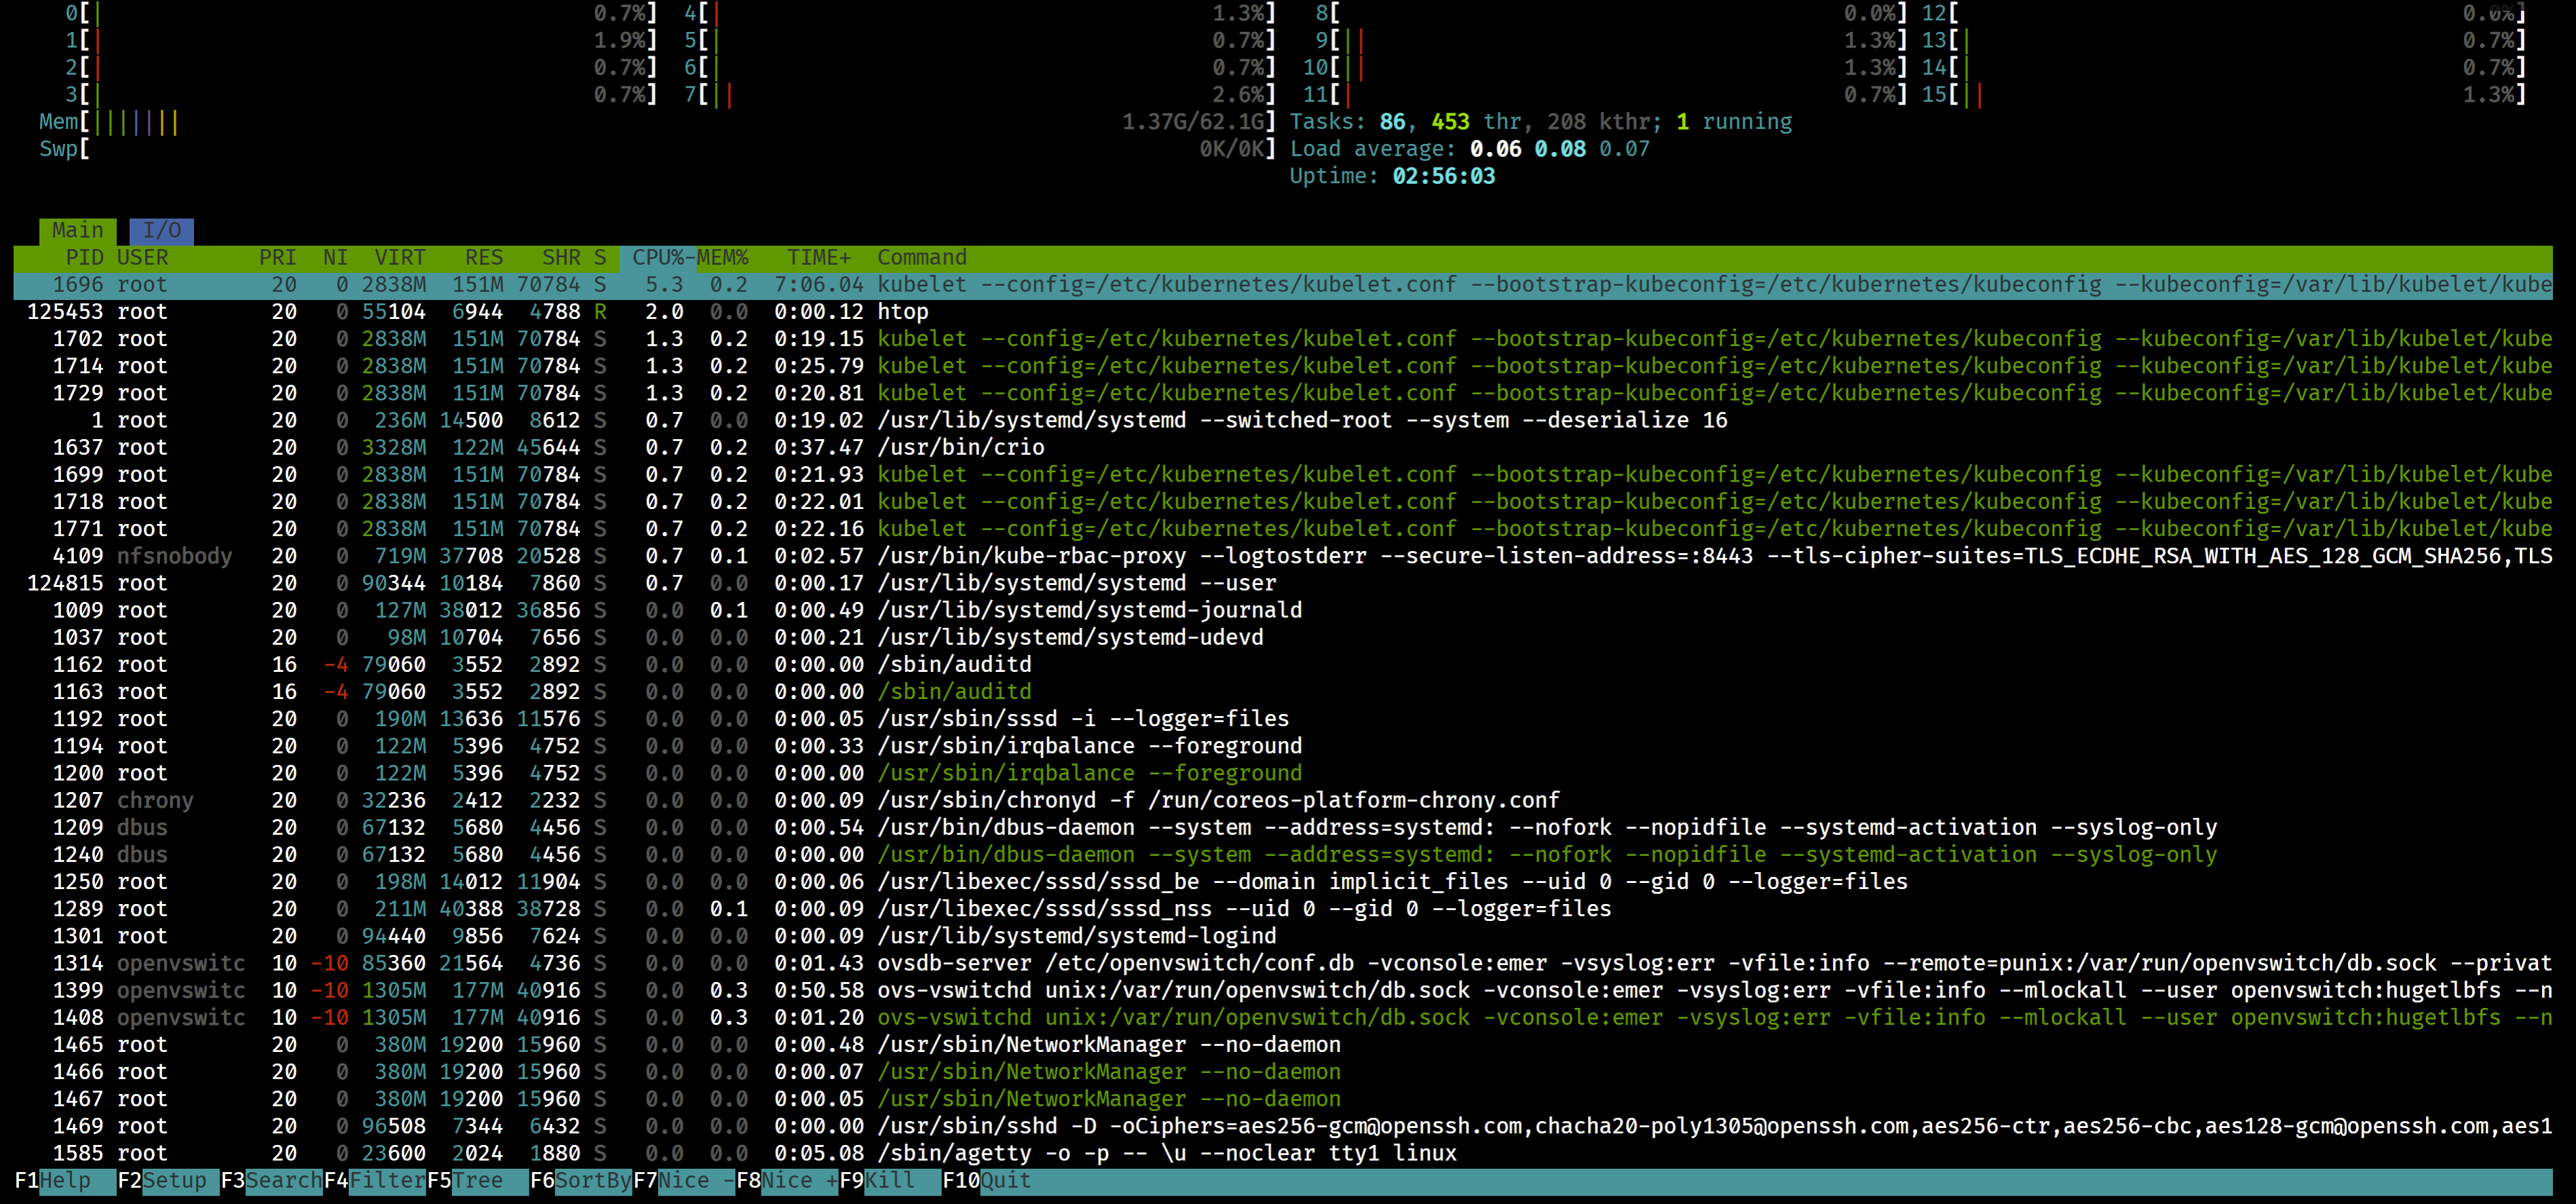 0[| 0.7%] 4[| 1.3%] 8[ 0.0%] 12[ 0.0%]
1[| 1.9%] 5[| 0.7%] 9[|| 1.3%] 13[| 0.7%]
2[| 0.7%] 6[| 0.7%] 10[|| 1.3%] 14[| 0.7%]
3[| 0.7%] 7[|| 2.6%] 11[| 0.7%] 15[|| 1.3%]
Mem[||||||| 1.37G/62.1G] Tasks: 86, 453 thr, 208 kthr; 1 running
Swp[ 0K/0K] Load average: 0.06 0.08 0.07
Uptime: 02:56:03
Main I/O
PID USER PRI NI VIRT RES SHR S CPU%-MEM% TIME+ Command
1696 root 20 0 2838M 151M 70784 S 5.3 0.2 7:06.04 kubelet --config=/etc/kubernetes/kubelet.conf --bootstrap-kubeconfig=/etc/kubernetes/kubeconfig --kubeconfig=/var/lib/kubelet/kube
125453 root 20 0 55104 6944 4788 R 2.0 0.0 0:00.12 htop
1702 root 20 0 2838M 151M 70784 S 1.3 0.2 0:19.15 kubelet --config=/etc/kubernetes/kubelet.conf --bootstrap-kubeconfig=/etc/kubernetes/kubeconfig --kubeconfig=/var/lib/kubelet/kube
1714 root 20 0 2838M 151M 70784 S 1.3 0.2 0:25.79 kubelet --config=/etc/kubernetes/kubelet.conf --bootstrap-kubeconfig=/etc/kubernetes/kubeconfig --kubeconfig=/var/lib/kubelet/kube
1729 root 20 0 2838M 151M 70784 S 1.3 0.2 0:20.81 kubelet --config=/etc/kubernetes/kubelet.conf --bootstrap-kubeconfig=/etc/kubernetes/kubeconfig --kubeconfig=/var/lib/kubelet/kube
1 root 20 0 236M 14500 8612 S 0.7 0.0 0:19.02 /usr/lib/systemd/systemd --switched-root --system --deserialize 16
1637 root 20 0 3328M 122M 45644 S 0.7 0.2 0:37.47 /usr/bin/crio
1699 root 20 0 2838M 151M 70784 S 0.7 0.2 0:21.93 kubelet --config=/etc/kubernetes/kubelet.conf --bootstrap-kubeconfig=/etc/kubernetes/kubeconfig --kubeconfig=/var/lib/kubelet/kube
1718 root 20 0 2838M 151M 70784 S 0.7 0.2 0:22.01 kubelet --config=/etc/kubernetes/kubelet.conf --bootstrap-kubeconfig=/etc/kubernetes/kubeconfig --kubeconfig=/var/lib/kubelet/kube
1771 root 20 0 2838M 151M 70784 S 0.7 0.2 0:22.16 kubelet --config=/etc/kubernetes/kubelet.conf --bootstrap-kubeconfig=/etc/kubernetes/kubeconfig --kubeconfig=/var/lib/kubelet/kube
4109 nfsnobody 20 0 719M 37708 20528 S 0.7 0.1 0:02.57 /usr/bin/kube-rbac-proxy --logtostderr --secure-listen-address=:8443 --tls-cipher-suites=TLS_ECDHE_RSA_WITH_AES_128_GCM_SHA256,TLS
124815 root 20 0 90344 10184 7860 S 0.7 0.0 0:00.17 /usr/lib/systemd/systemd --user
1009 root 20 0 127M 38012 36856 S 0.0 0.1 0:00.49 /usr/lib/systemd/systemd-journald
1037 root 20 0 98M 10704 7656 S 0.0 0.0 0:00.21 /usr/lib/systemd/systemd-udevd
1162 root 16 -4 79060 3552 2892 S 0.0 0.0 0:00.00 /sbin/auditd
1163 root 16 -4 79060 3552 2892 S 0.0 0.0 0:00.00 /sbin/auditd
1192 root 20 0 190M 13636 11576 S 0.0 0.0 0:00.05 /usr/sbin/sssd -i --logger=files
1194 root 20 0 122M 5396 4752 S 0.0 0.0 0:00.33 /usr/sbin/irqbalance --foreground
1200 root 20 0 122M 5396 4752 S 0.0 0.0 0:00.00 /usr/sbin/irqbalance --foreground
1207 chrony 20 0 32236 2412 2232 S 0.0 0.0 0:00.09 /usr/sbin/chronyd -f /run/coreos-platform-chrony.conf
1209 dbus 20 0 67132 5680 4456 S 0.0 0.0 0:00.54 /usr/bin/dbus-daemon --system --address=systemd: --nofork --nopidfile --systemd-activation --syslog-only
1240 dbus 20 0 67132 5680 4456 S 0.0 0.0 0:00.00 /usr/bin/dbus-daemon --system --address=systemd: --nofork --nopidfile --systemd-activation --syslog-only
1250 root 20 0 198M 14012 11904 S 0.0 0.0 0:00.06 /usr/libexec/sssd/sssd_be --domain implicit_files --uid 0 --gid 0 --logger=files
1289 root 20 0 211M 40388 38728 S 0.0 0.1 0:00.09 /usr/libexec/sssd/sssd_nss --uid 0 --gid 0 --logger=files
1301 root 20 0 94440 9856 7624 S 0.0 0.0 0:00.09 /usr/lib/systemd/systemd-logind
1314 openvswitc 10 -10 85360 21564 4736 S 0.0 0.0 0:01.43 ovsdb-server /etc/openvswitch/conf.db -vconsole:emer -vsyslog:err -vfile:info --remote=punix:/var/run/openvswitch/db.sock --privat
1399 openvswitc 10 -10 1305M 177M 40916 S 0.0 0.3 0:50.58 ovs-vswitchd unix:/var/run/openvswitch/db.sock -vconsole:emer -vsyslog:err -vfile:info --mlockall --user openvswitch:hugetlbfs --n
1408 openvswitc 10 -10 1305M 177M 40916 S 0.0 0.3 0:01.20 ovs-vswitchd unix:/var/run/openvswitch/db.sock -vconsole:emer -vsyslog:err -vfile:info --mlockall --user openvswitch:hugetlbfs --n
1465 root 20 0 380M 19200 15960 S 0.0 0.0 0:00.48 /usr/sbin/NetworkManager --no-daemon
1466 root 20 0 380M 19200 15960 S 0.0 0.0 0:00.07 /usr/sbin/NetworkManager --no-daemon
1467 root 20 0 380M 19200 15960 S 0.0 0.0 0:00.05 /usr/sbin/NetworkManager --no-daemon
1469 root 20 0 96508 7344 6432 S 0.0 0.0 0:00.00 /usr/sbin/sshd -D -oCiphers=aes256-gcm@openssh.com,chacha20-poly1305@openssh.com,aes256-ctr,aes256-cbc,aes128-gcm@openssh.com,aes1
1585 root 20 0 23600 2024 1880 S 0.0 0.0 0:05.08 /sbin/agetty -o -p -- \u --noclear tty1 linux
F1Help F2Setup F3SearchF4FilterF5Tree F6SortByF7Nice -F8Nice +F9Kill F10Quit